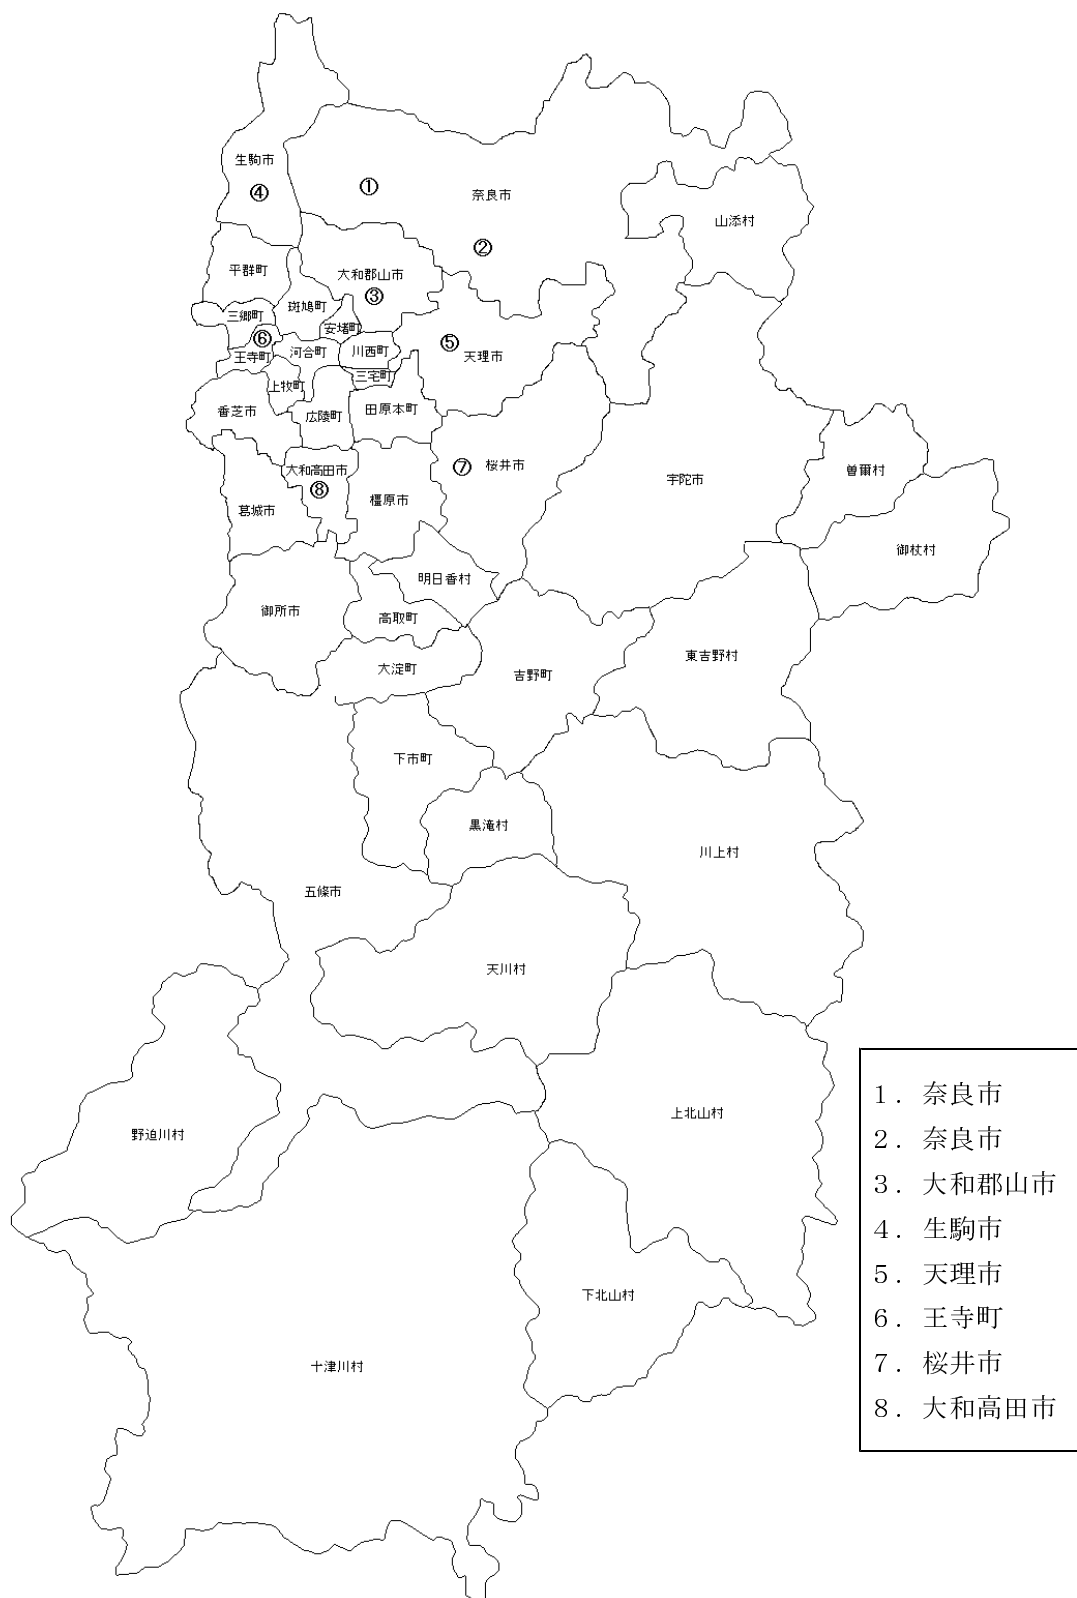 生駒市
④
①
奈良市
②
山添村
平群町
大和郡山市
③
斑鳩町
三郷町
安堵町
⑥
王寺町
河合町
川西町
⑤
天理市
三宅町
上牧町
香芝市
広陵町
田原本町
大和高田市
⑧
⑦
桜井市
宇陀市
曽爾村
橿原市
葛城市
御杖村
明日香村
御所市
高取町
大淀町
吉野町
東吉野村
下市町
黒滝村
川上村
五條市
天川村
上北山村
野迫川村
下北山村
十津川村
１．奈良市
２．奈良市
３．大和郡山市
４．生駒市
５．天理市
６．王寺町
７．桜井市
８．大和高田市